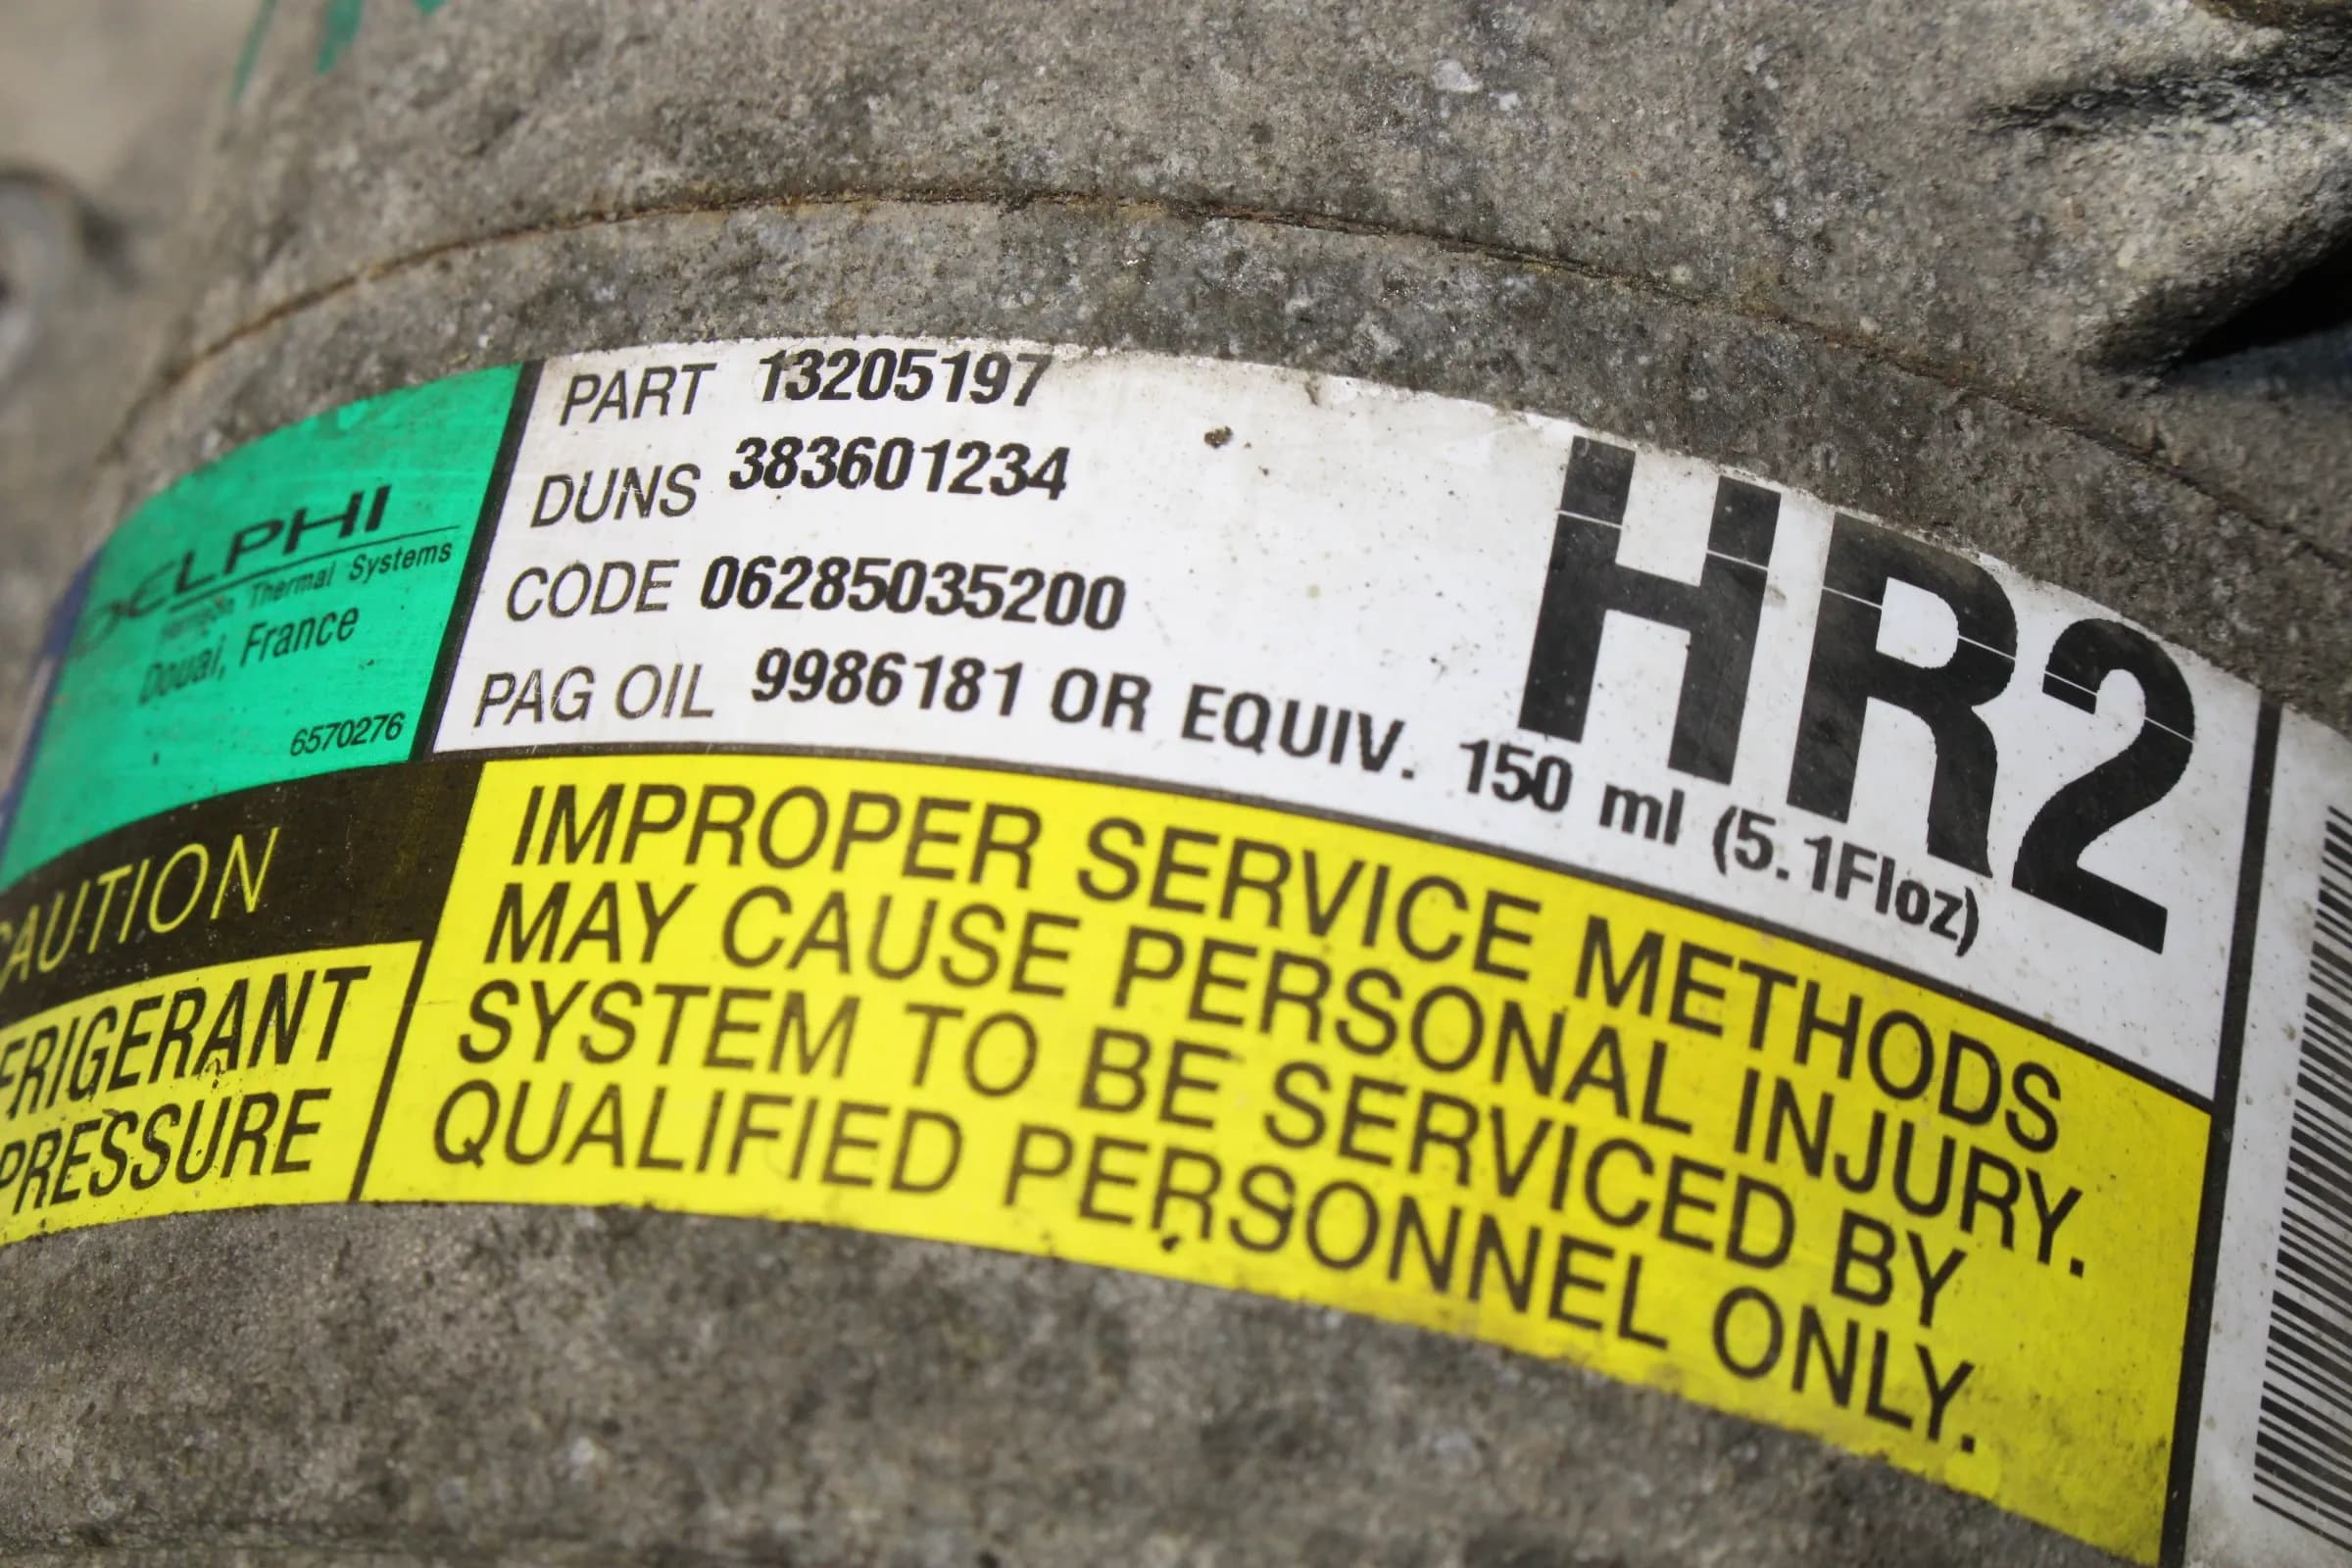 DELPHI
Harrison Thermal Systems
Douai, France
6570276
PART 13205197
DUNS 383601234
CODE 06285035200
PAG OIL 9986181 OR EQUIV. 150 ml (5.1Floz)
HR2
CAUTION
FRIGERANT
PRESSURE
IMPROPER SERVICE METHODS
MAY CAUSE PERSONAL INJURY.
SYSTEM TO BE SERVICED BY
QUALIFIED PERSONNEL ONLY.